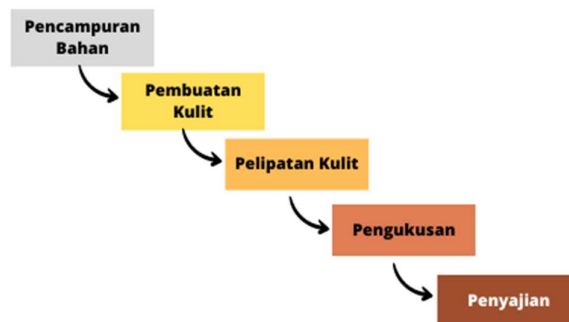 Pencampuran
Bahan
Pembuatan
Kulit
Pelipatan Kulit
Pengukusan
Penyajian